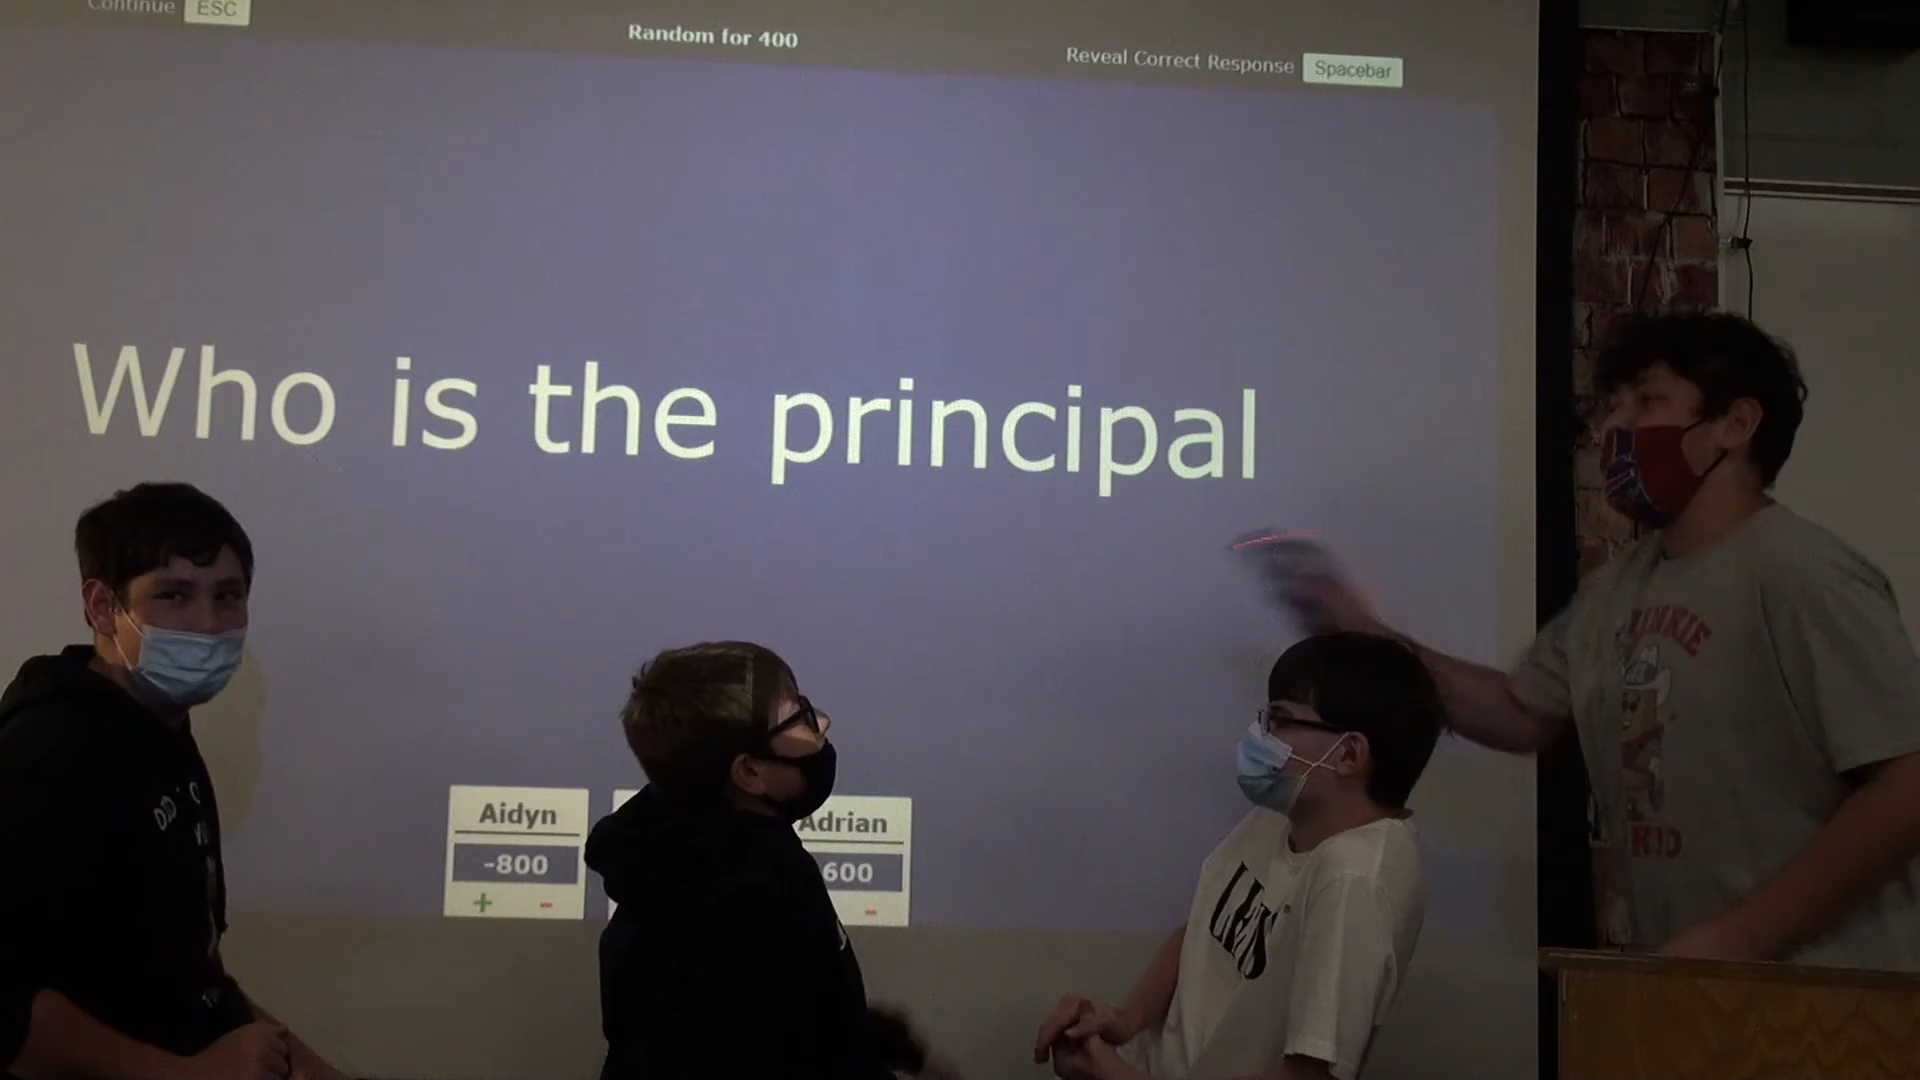 Continue ESC
Random for 400
Reveal Correct Response Spacebar
Who is the principal
Aidyn
-800
+ -
Adrian
600
-
KID